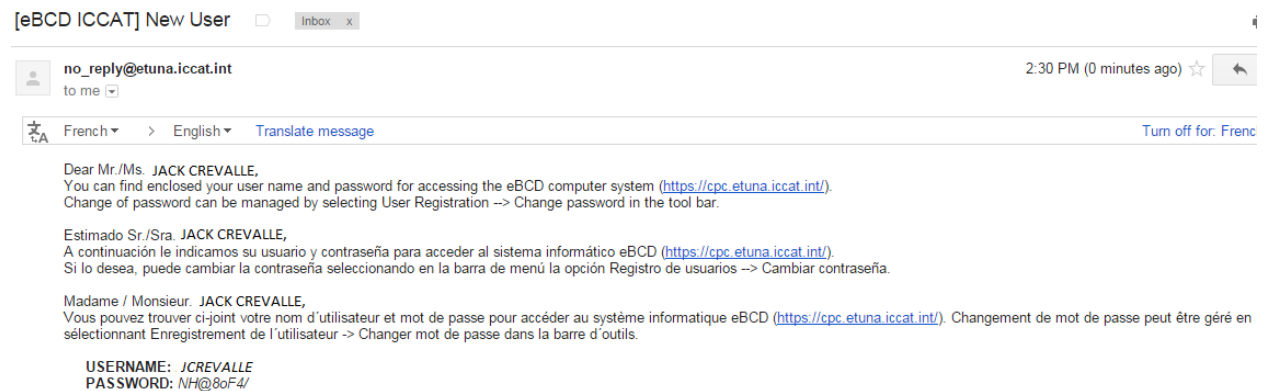 [eBCD ICCAT] New User Inbox x
no_reply@etuna.iccat.int 2:30 PM (0 minutes ago)
to me
French > English Translate message Turn off for: Frenc
Dear Mr./Ms. JACK CREVALLE,
You can find enclosed your user name and password for accessing the eBCD computer system (https://cpc.etuna.iccat.int/).
Change of password can be managed by selecting User Registration --> Change password in the tool bar.
Estimado Sr./Sra. JACK CREVALLE,
A continuación le indicamos su usuario y contraseña para acceder al sistema informático eBCD (https://cpc.etuna.iccat.int/).
Si lo desea, puede cambiar la contraseña seleccionando en la barra de menú la opción Registro de usuarios --> Cambiar contraseña.
Madame / Monsieur. JACK CREVALLE,
Vous pouvez trouver ci-joint votre nom d´utilisateur et mot de passe pour accéder au système informatique eBCD (https://cpc.etuna.iccat.int/). Changement de mot de passe peut être géré en
sélectionnant Enregistrement de l´utilisateur -> Changer mot de passe dans la barre d´outils.
USERNAME: JCREVALLE
PASSWORD: NH@8oF4/